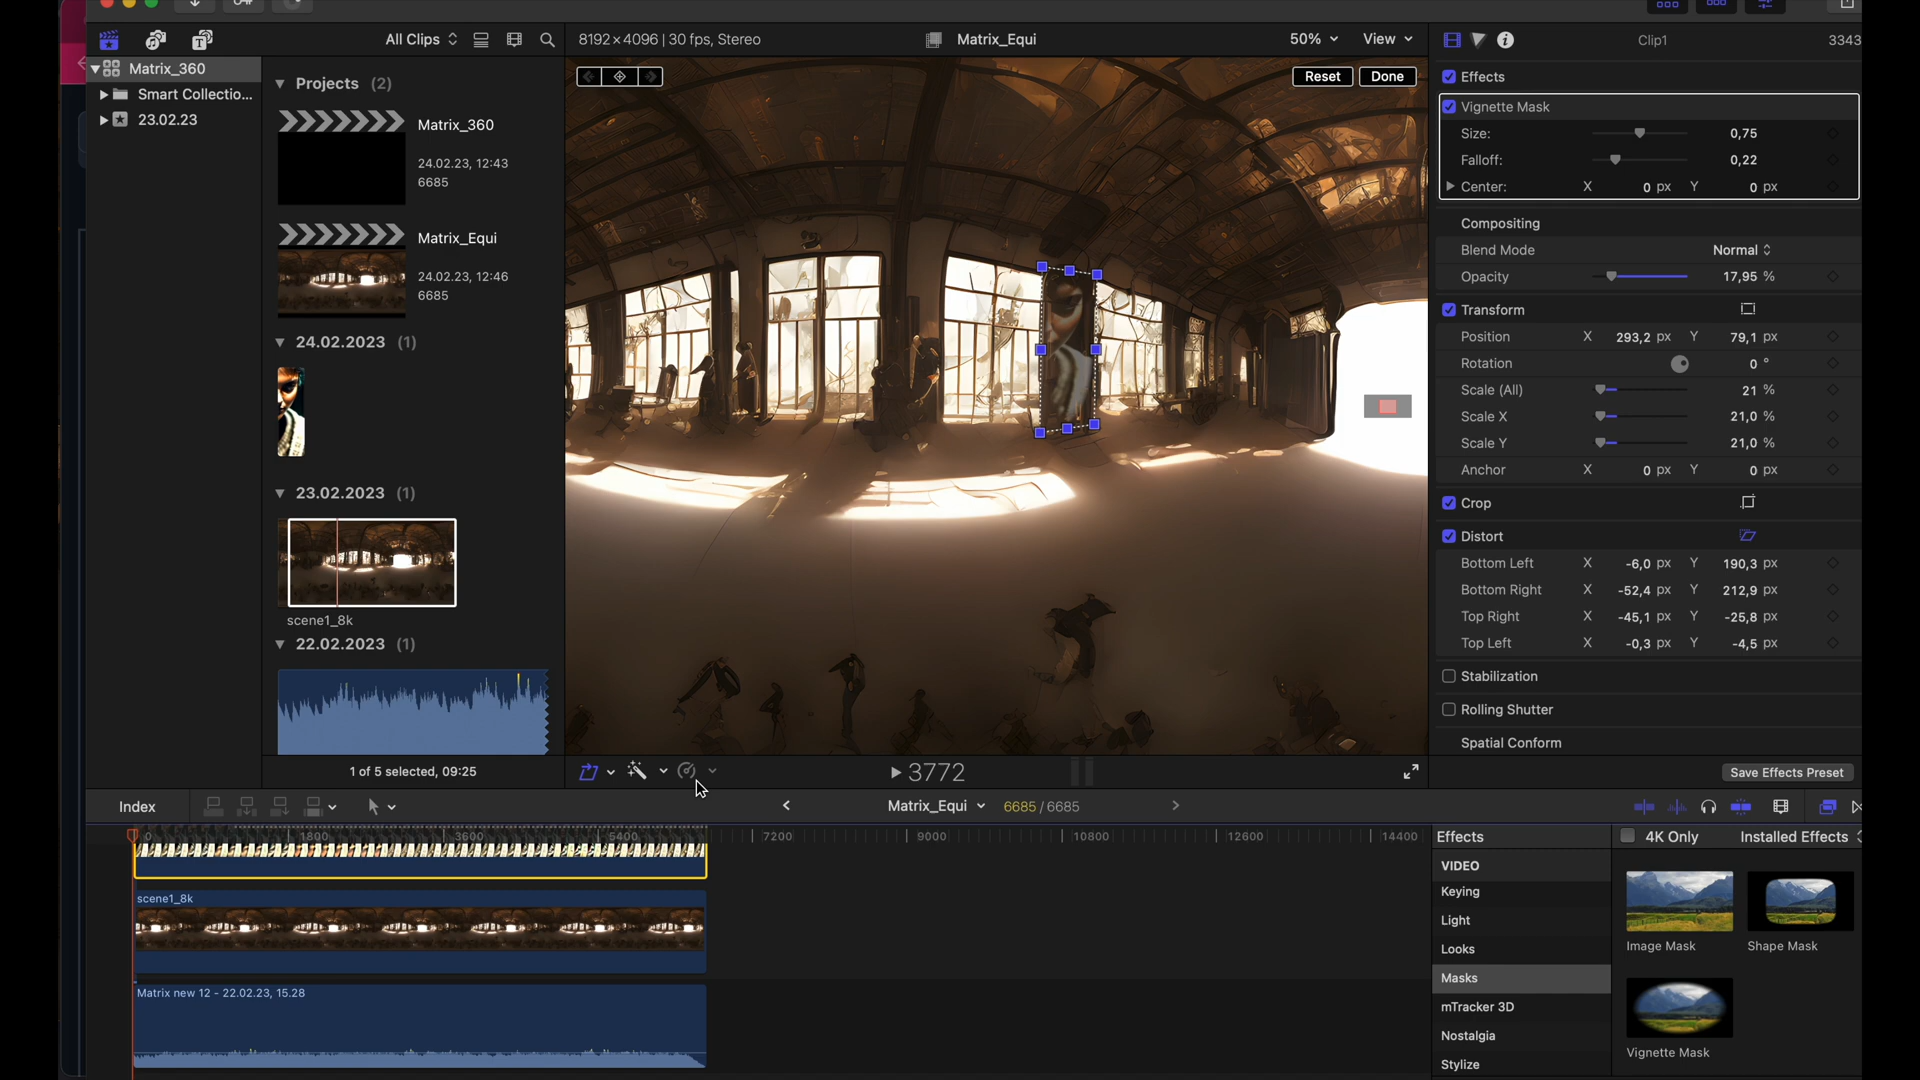 All Clips
8192×4096 | 30 fps, Stereo
Matrix_Equi
50%
View
Clip1
3343
Matrix_360
Smart Collectio...
23.02.23
Projects (2)
Matrix_360
24.02.23, 12:43
6685
Matrix_Equi
24.02.23, 12:46
6685
24.02.2023 (1)
23.02.2023 (1)
scene1_8k
22.02.2023 (1)
1 of 5 selected, 09:25
Reset
Done
3772
Effects
Vignette Mask
Size: 0,75
Falloff: 0,22
Center: X 0 px Y 0 px
Compositing
Blend Mode Normal
Opacity 17,95 %
Transform
Position X 293,2 px Y 79,1 px
Rotation 0 °
Scale (All) 21 %
Scale X 21,0 %
Scale Y 21,0 %
Anchor X 0 px Y 0 px
Crop
Distort
Bottom Left X -6,0 px Y 190,3 px
Bottom Right X -52,4 px Y 212,9 px
Top Right X -45,1 px Y -25,8 px
Top Left X -0,3 px Y -4,5 px
Stabilization
Rolling Shutter
Spatial Conform
Save Effects Preset
Index
Matrix_Equi
6685 / 6685
0 1800 3600 5400 7200 9000 10800 12600 14400
scene1_8k
Matrix new 12 - 22.02.23, 15.28
Effects
4K Only
Installed Effects
VIDEO
Keying
Light
Looks
Masks
mTracker 3D
Nostalgia
Stylize
Image Mask
Shape Mask
Vignette Mask